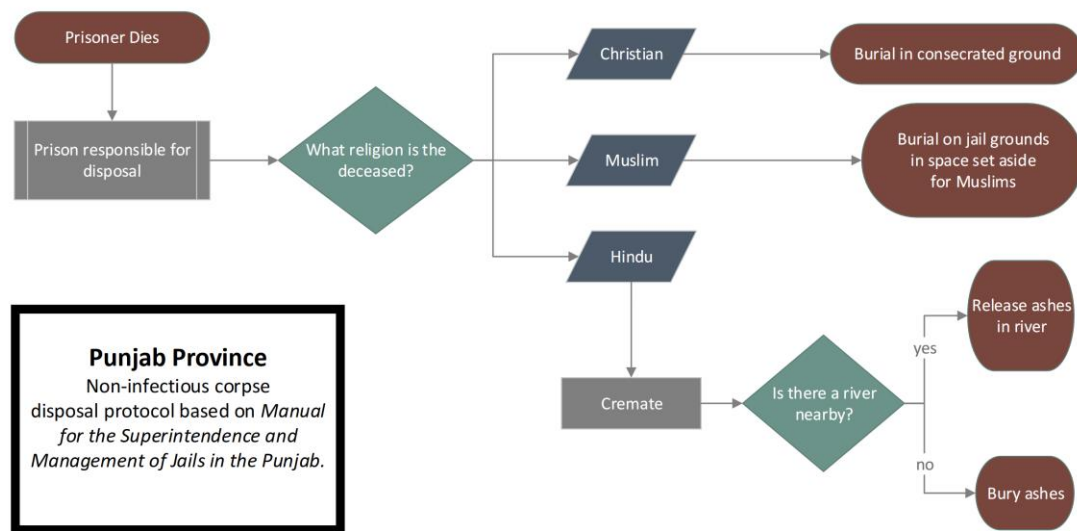 Prisoner Dies
Prison responsible for
disposal
What religion is the
deceased?
Christian
Burial in consecrated ground
Muslim
Burial on jail grounds
in space set aside
for Muslims
Hindu
Cremate
Is there a river
nearby?
yes
Release ashes
in river
no
Bury ashes
Punjab Province
Non-infectious corpse
disposal protocol based on Manual
for the Superintendence and
Management of Jails in the Punjab.